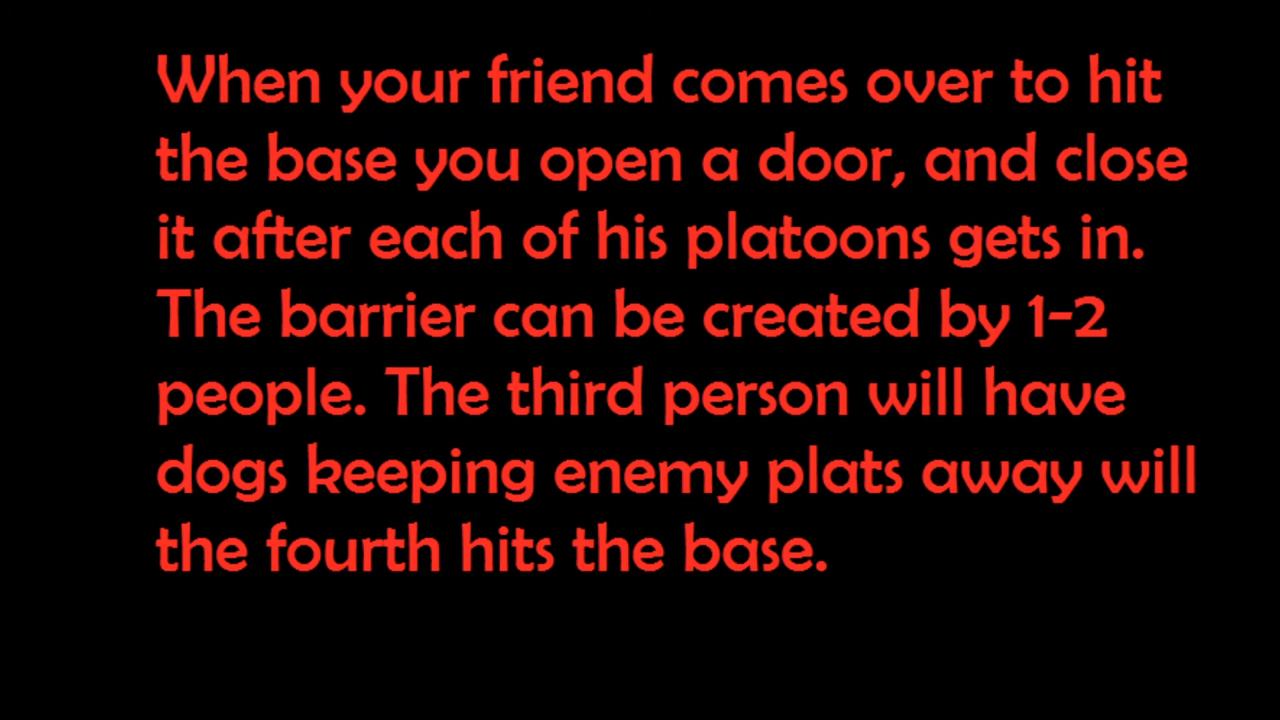 When your friend comes over to hit
the base you open a door, and close
it after each of his platoons gets in.
The barrier can be created by 1-2
people. The third person will have
dogs keeping enemy plats away will
the fourth hits the base.